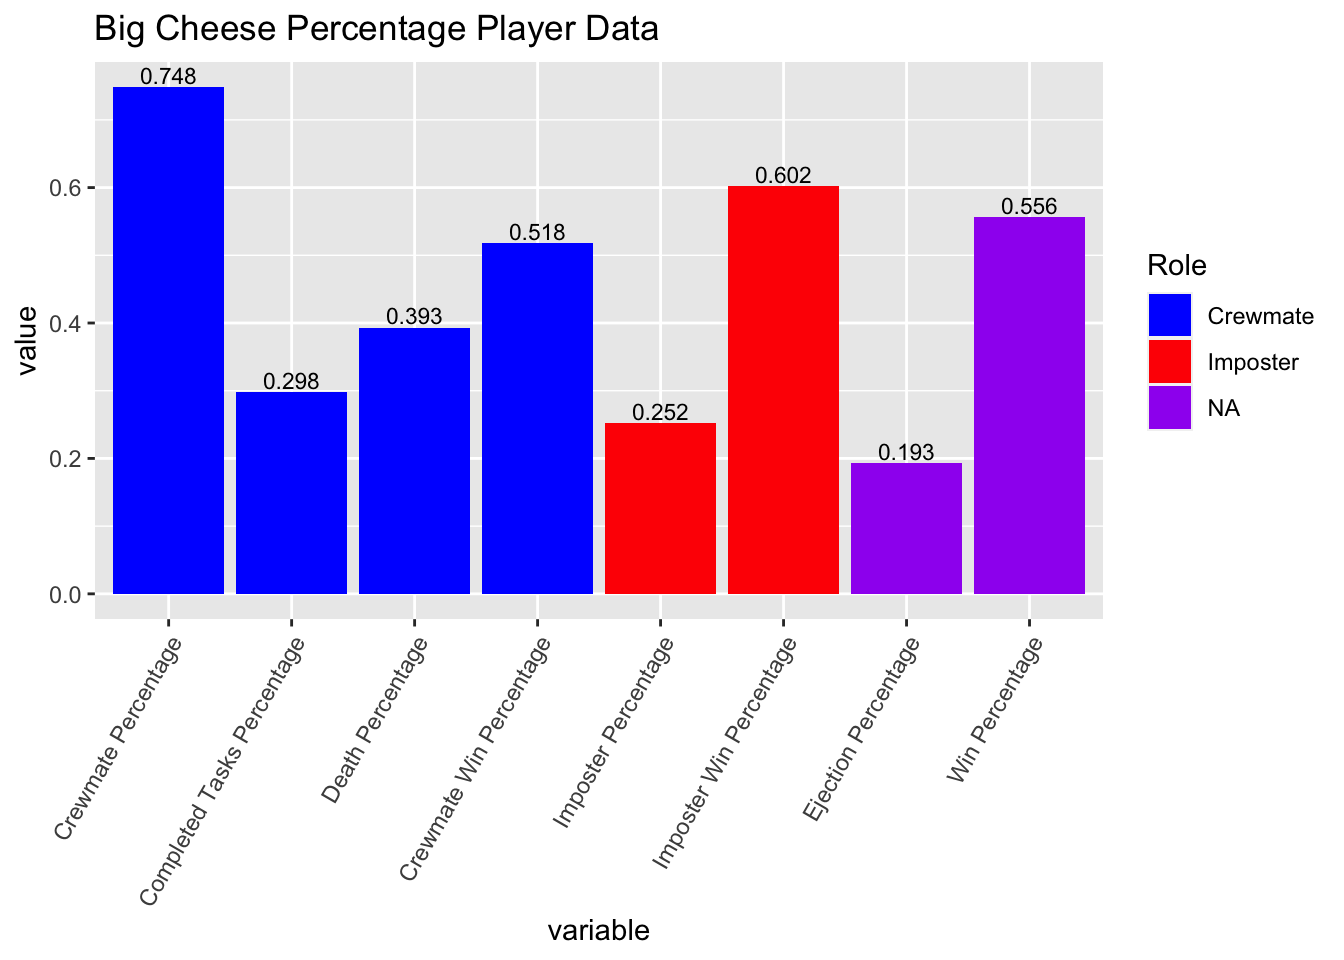 Big Cheese Percentage Player Data
0.748
0.298
0.393
0.518
0.252
0.602
0.193
0.556
value
0.6
0.4
0.2
0.0
Crewmate Percentage
Completed Tasks Percentage
Death Percentage
Crewmate Win Percentage
Imposter Percentage
Imposter Win Percentage
Ejection Percentage
Win Percentage
variable
Role
Crewmate
Imposter
NA